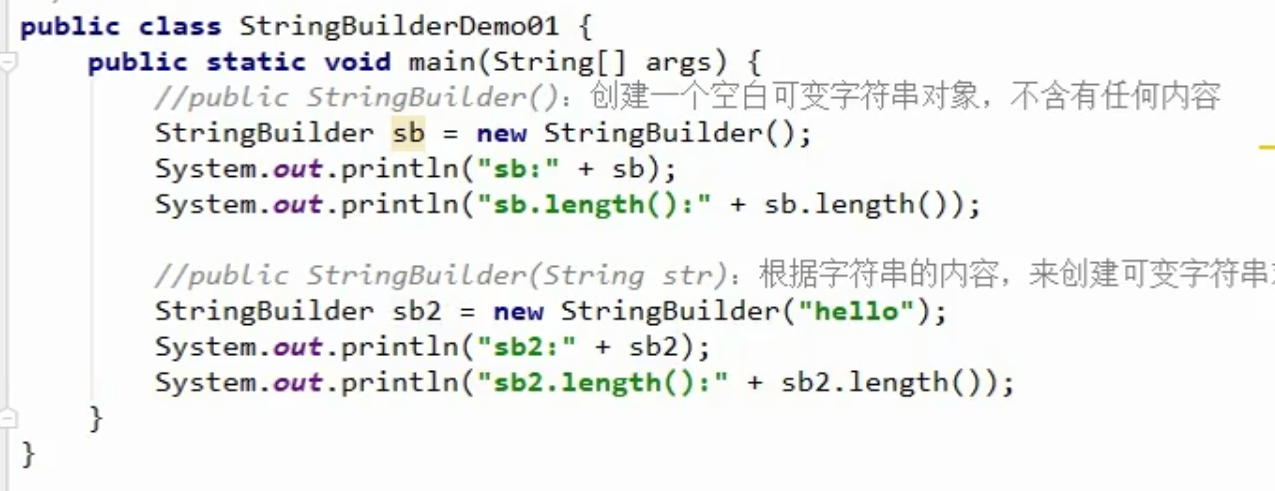 public class StringBuilderDemo01 {
public static void main(String[] args) {
//public StringBuilder()：创建一个空白可变字符串对象，不含有任何内容
StringBuilder sb = new StringBuilder();
System.out.println("sb:" + sb);
System.out.println("sb.length():" + sb.length());
//public StringBuilder(String str)：根据字符串的内容，来创建可变字符串
StringBuilder sb2 = new StringBuilder("hello");
System.out.println("sb2:" + sb2);
System.out.println("sb2.length():" + sb2.length());
}
}